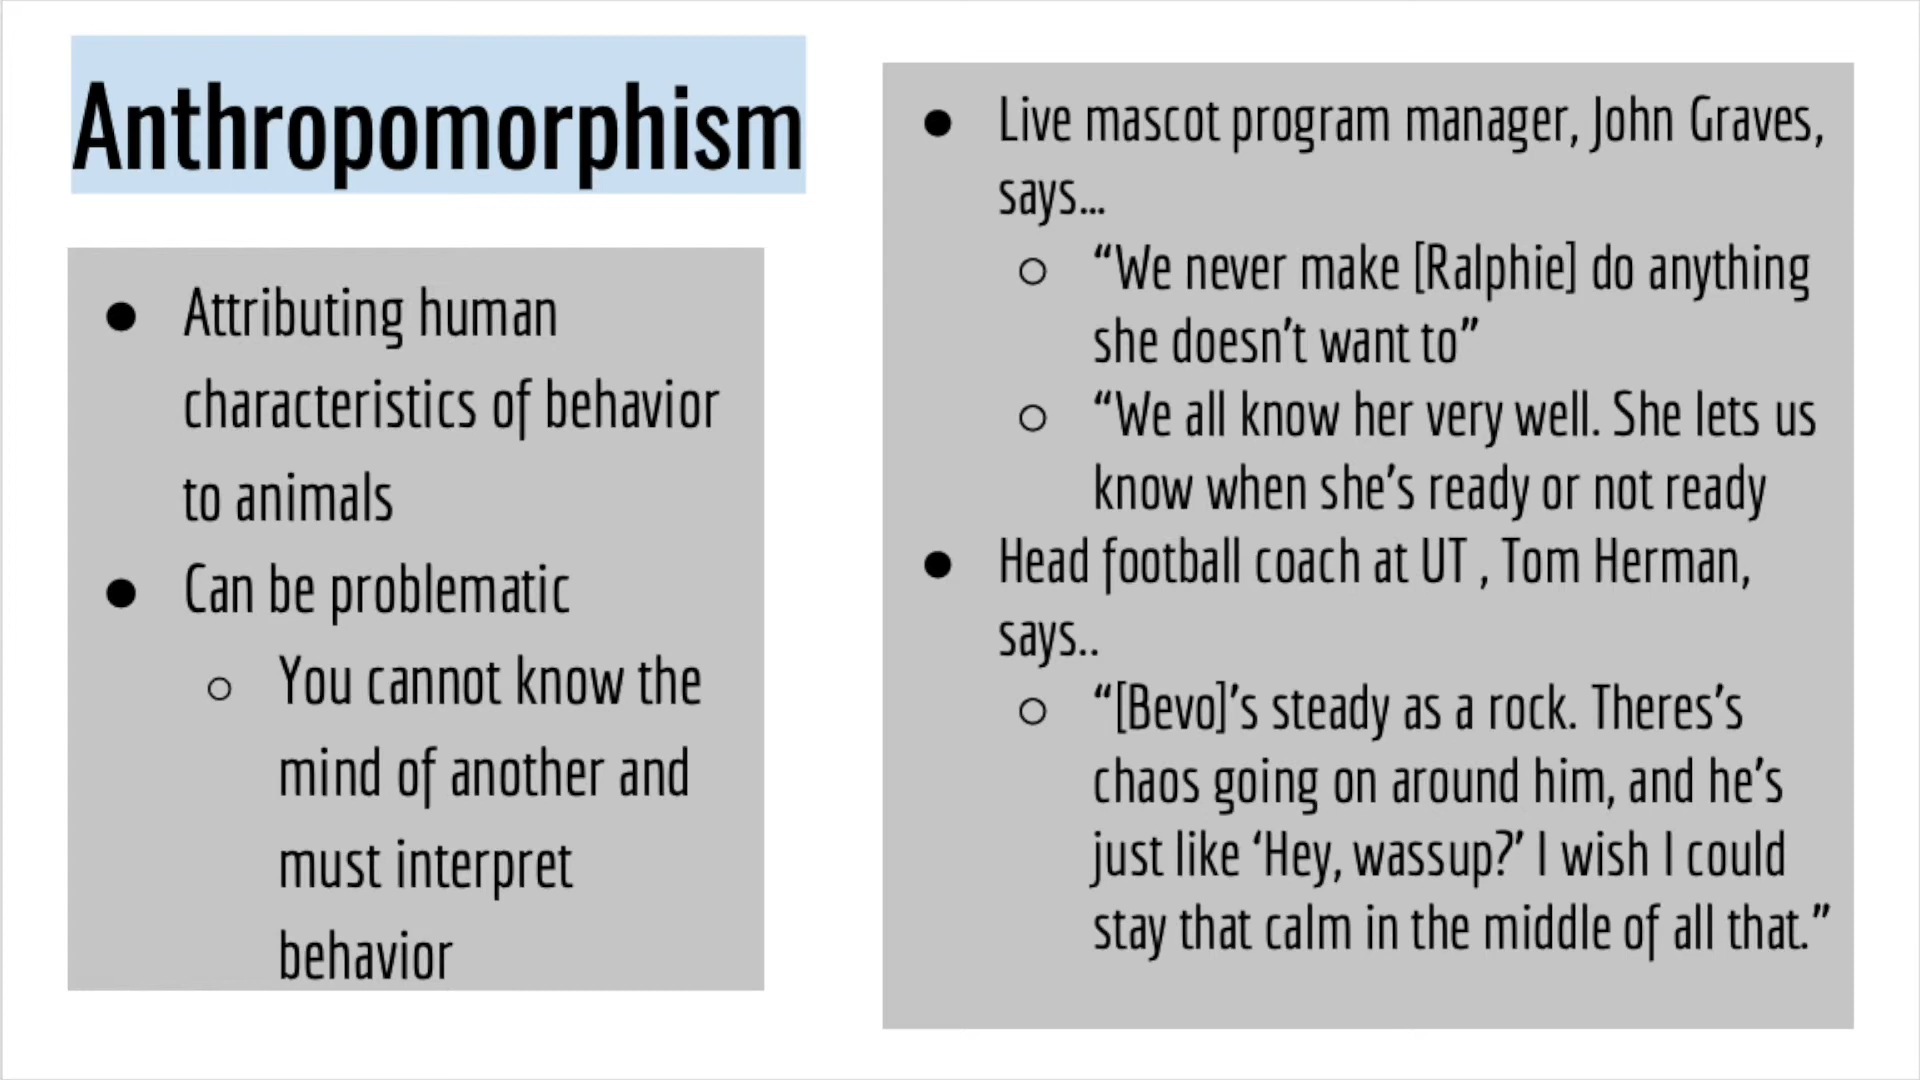 Anthropomorphism
● Attributing human
characteristics of behavior
to animals
● Can be problematic
○ You cannot know the
mind of another and
must interpret
behavior
● Live mascot program manager, John Graves,
says…
○ “We never make [Ralphie] do anything
she doesn’t want to”
○ “We all know her very well. She lets us
know when she’s ready or not ready
● Head football coach at UT , Tom Herman,
says..
○ “[Bevo]’s steady as a rock. Theres’s
chaos going on around him, and he’s
just like ‘Hey, wassup?’ I wish I could
stay that calm in the middle of all that.”